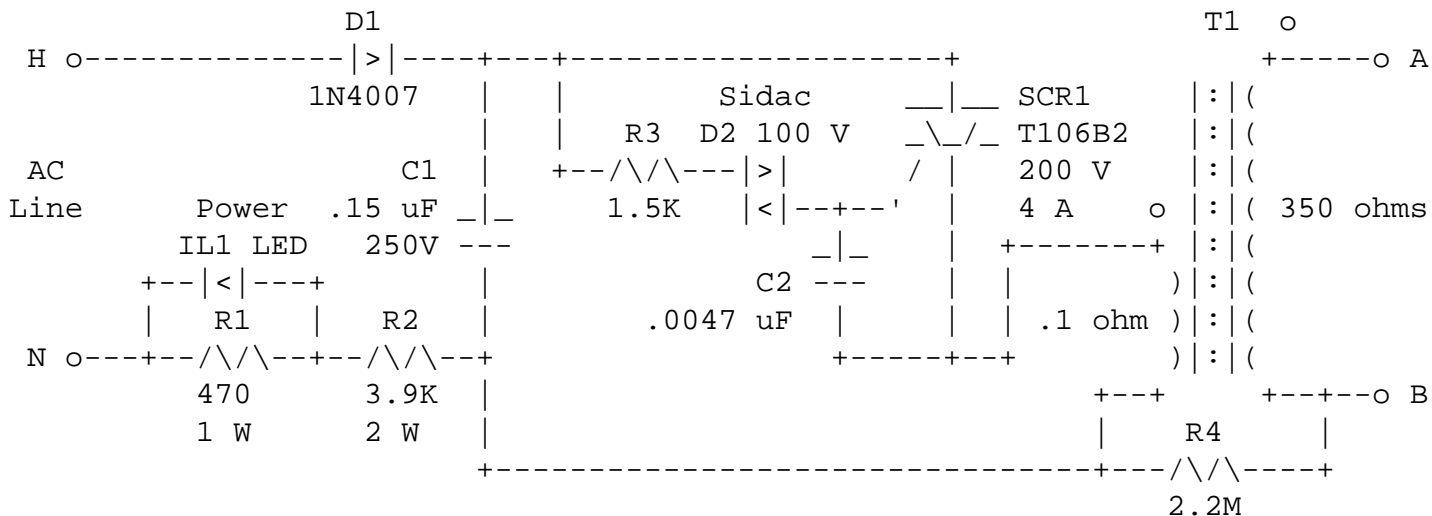 D1 T1 o
H o--------------|>|----+---+---------------------+ +-----o A
1N4007 | | Sidac __|__ SCR1 |:|(
| | R3 D2 100 V _\_/_ T106B2 |:|(
AC C1 | +--/\/\---|>| / | 200 V |:|(
Line Power .15 uF _|_ 1.5K |<|--+--' | 4 A o |:|( 350 ohms
IL1 LED 250V --- _|_ | +-------+ |:|(
+--|<|---+ | C2 --- | | )|:|(
| R1 | R2 | .0047 uF | | | .1 ohm )|:|(
N o---+--/\/\--+--/\/\--+ +-----+--+ )|:|(
470 3.9K | +--+ +--+--o B
1 W 2 W | | R4 |
+--------------------------+---/\/\----+
2.2M